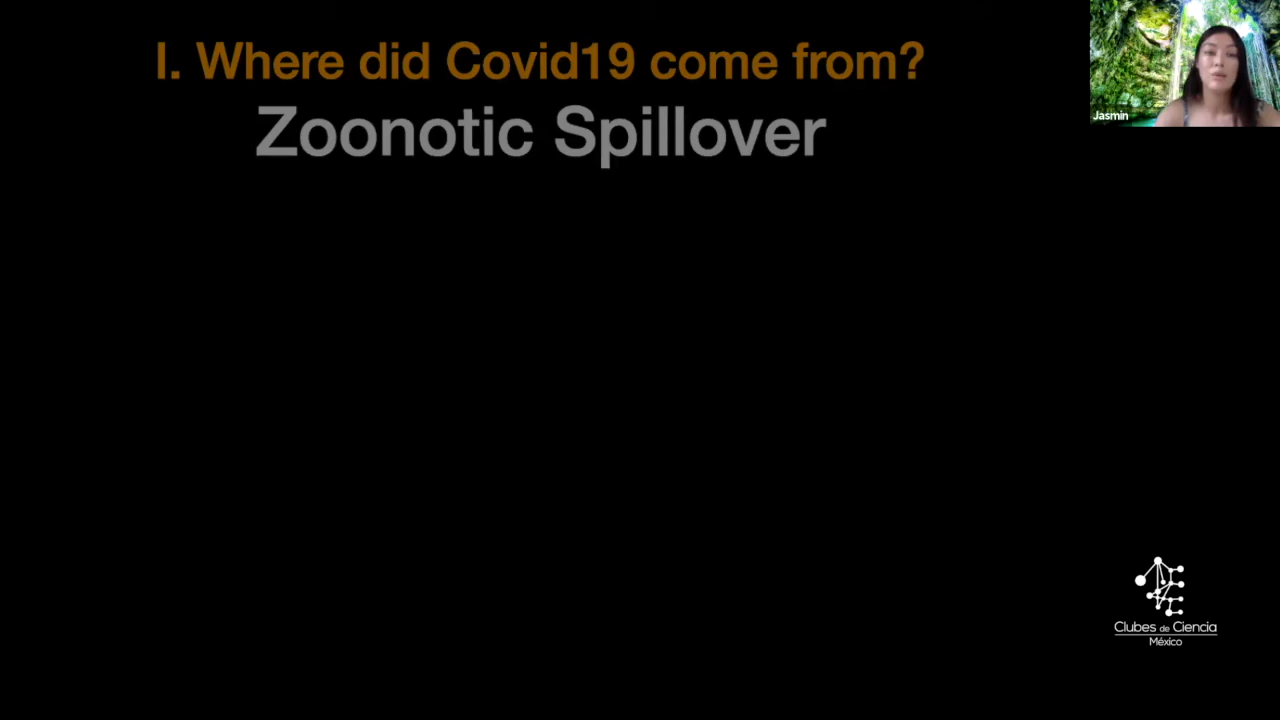 I. Where did Covid19 come from?
Zoonotic Spillover
Jasmin
Clubes de Ciencia
México